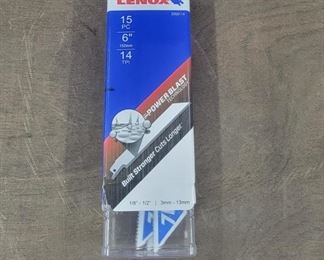 LENOX
15
PC
6"
152mm
14
TPI
POWER BLAST
TECHNOLOGY
Built Stronger Cuts Longer
1/8" - 1/2" | 3mm - 13mm